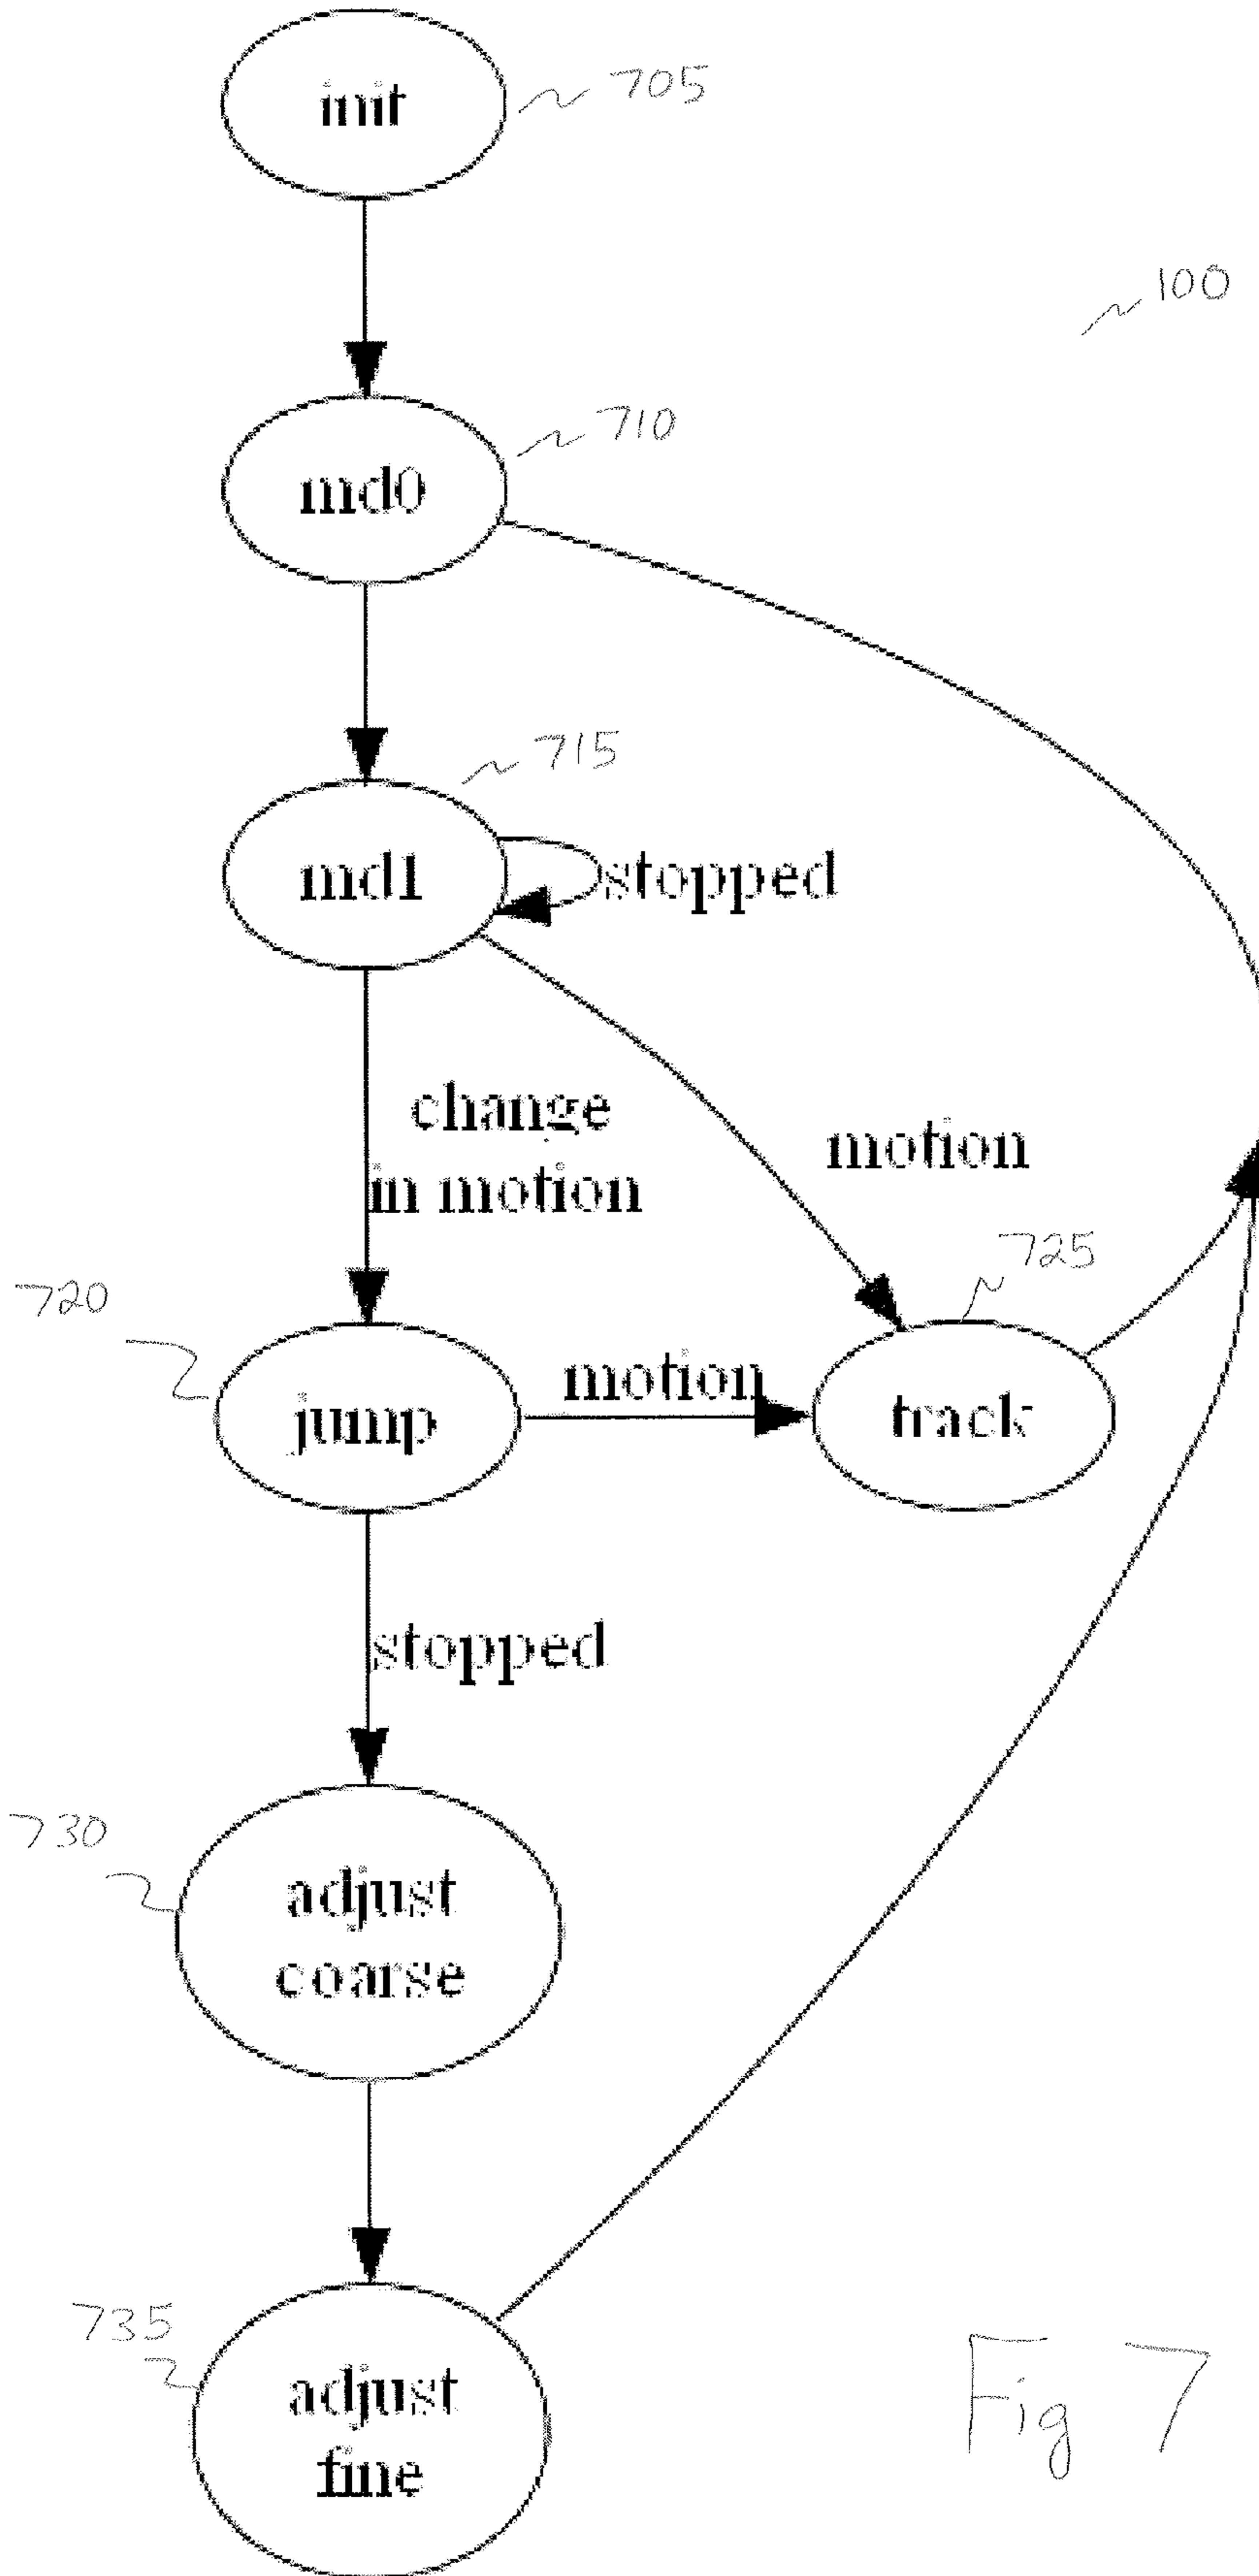 init
705
100
710
md0
715
md1
stopped
change
in motion
motion
725
720
jump
motion
track
stopped
730
adjust
coarse
735
adjust
fine
Fig 7